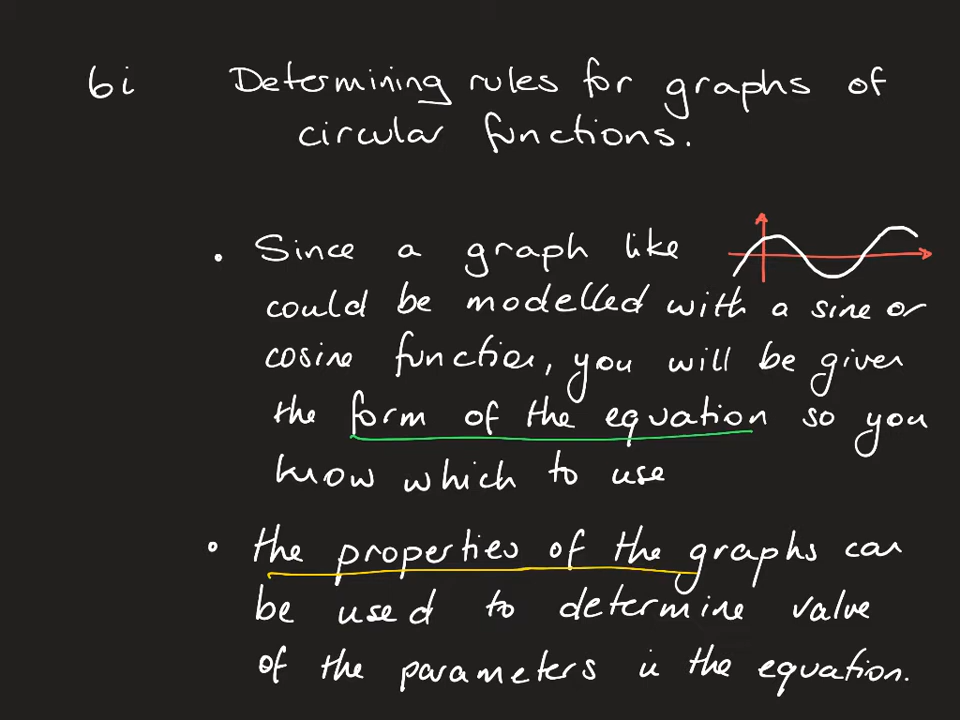 6i Determining rules for graphs of
circular functions.
. Since a graph like
could be modelled with a sine or
cosine function, you will be given
the form of the equation so you
know which to use
• the properties of the graphs can
be used to determine value
of the parameters in the equation.